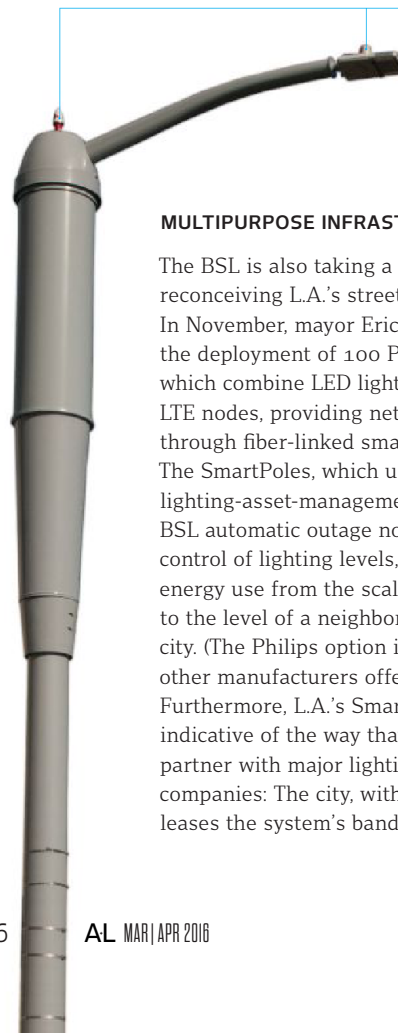 MULTIPURPOSE INFRAST
The BSL is also taking a
reconceiving L.A.'s street
In November, mayor Eric
the deployment of 100 P
which combine LED light
LTE nodes, providing net
through fiber-linked sma
The SmartPoles, which u
lighting-asset-manageme
BSL automatic outage no
control of lighting levels,
energy use from the scal
to the level of a neighbor
city. (The Philips option i
other manufacturers offe
Furthermore, L.A.'s Smar
indicative of the way tha
partner with major lighti
companies: The city, with
leases the system's band
5 A·L MAR|APR 2016